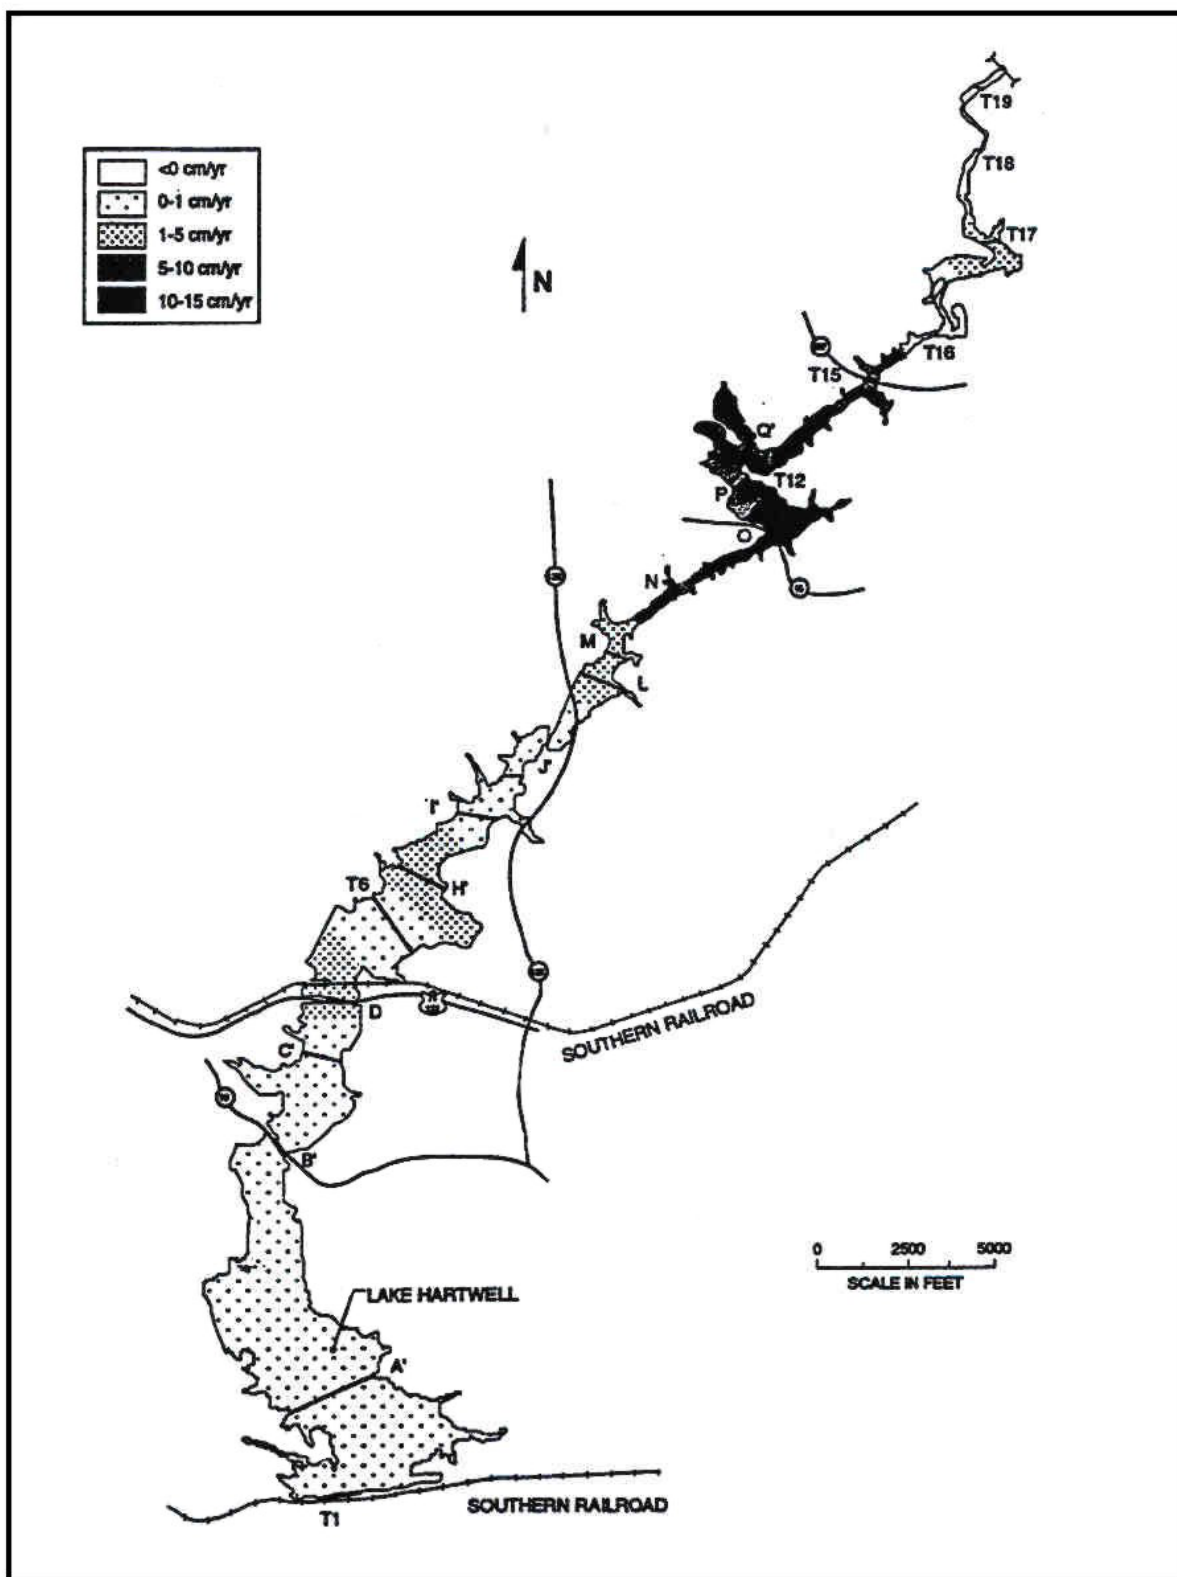 T19
T18
T17
<0 cm/yr
0-1 cm/yr
1-5 cm/yr
5-10 cm/yr
10-15 cm/yr
N
T16
T15
Q'
T12
P
O
N
M
L
J'
I'
T6
H'
D
SOUTHERN RAILROAD
C'
B'
0 2500 5000
SCALE IN FEET
LAKE HARTWELL
A'
SOUTHERN RAILROAD
T1